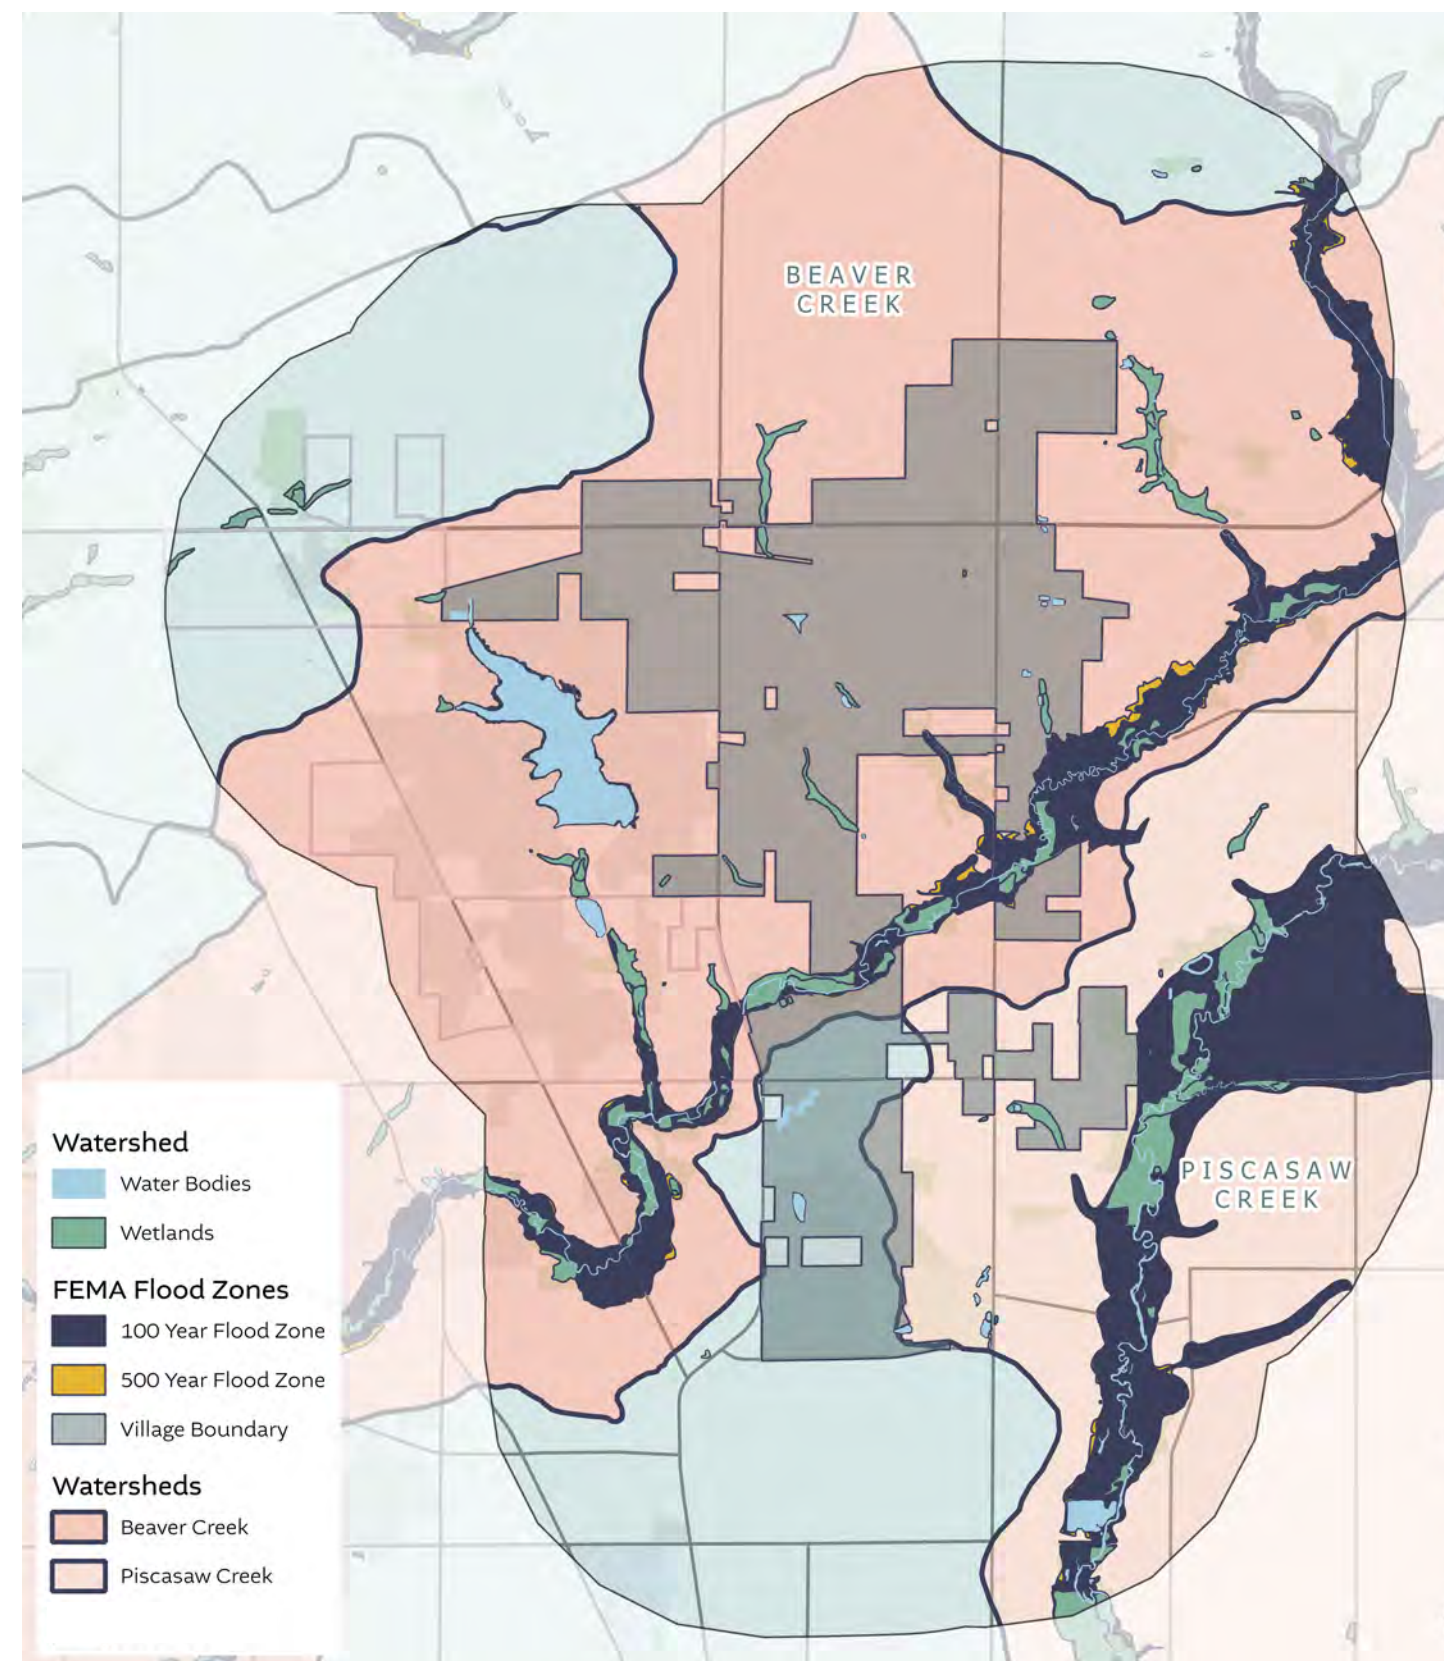 BEAVER
CREEK
PISCASAW
CREEK
Watershed
Water Bodies
Wetlands
FEMA Flood Zones
100 Year Flood Zone
500 Year Flood Zone
Village Boundary
Watersheds
Beaver Creek
Piscasaw Creek